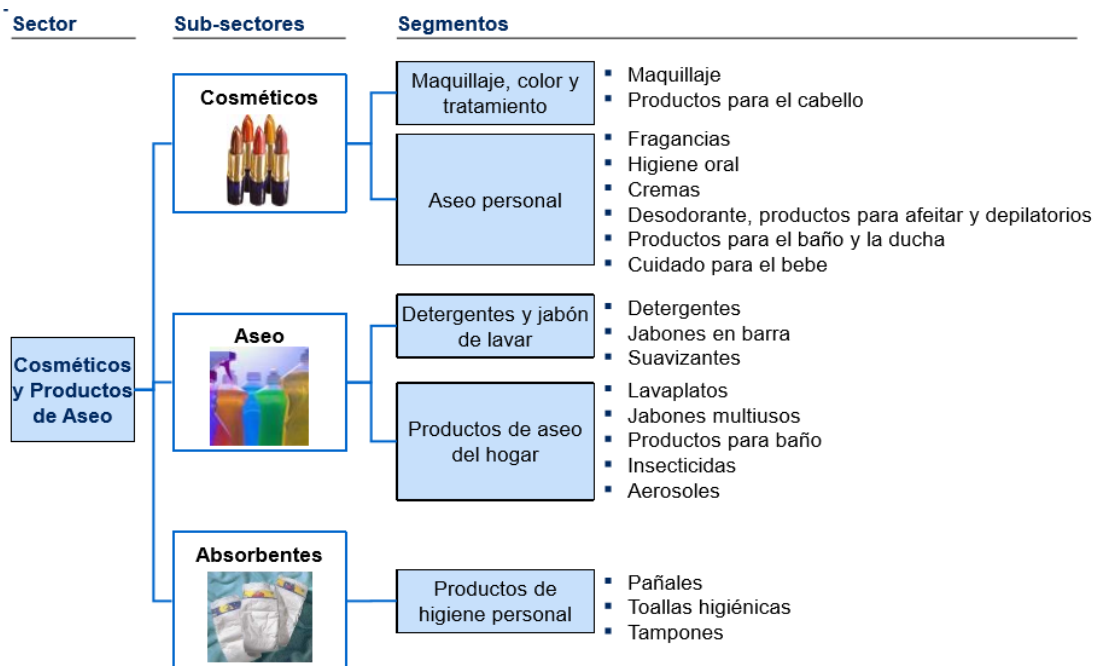 Sector
Sub-sectores
Segmentos
Cosméticos
y Productos
de Aseo
Cosméticos
Maquillaje, color y
tratamiento
Maquillaje
Productos para el cabello
Aseo personal
Fragancias
Higiene oral
Cremas
Desodorante, productos para afeitar y depilatorios
Productos para el baño y la ducha
Cuidado para el bebe
Aseo
Detergentes y jabón
de lavar
Detergentes
Jabones en barra
Suavizantes
Productos de aseo
del hogar
Lavaplatos
Jabones multiusos
Productos para baño
Insecticidas
Aerosoles
Absorbentes
Productos de
higiene personal
Pañales
Toallas higiénicas
Tampones